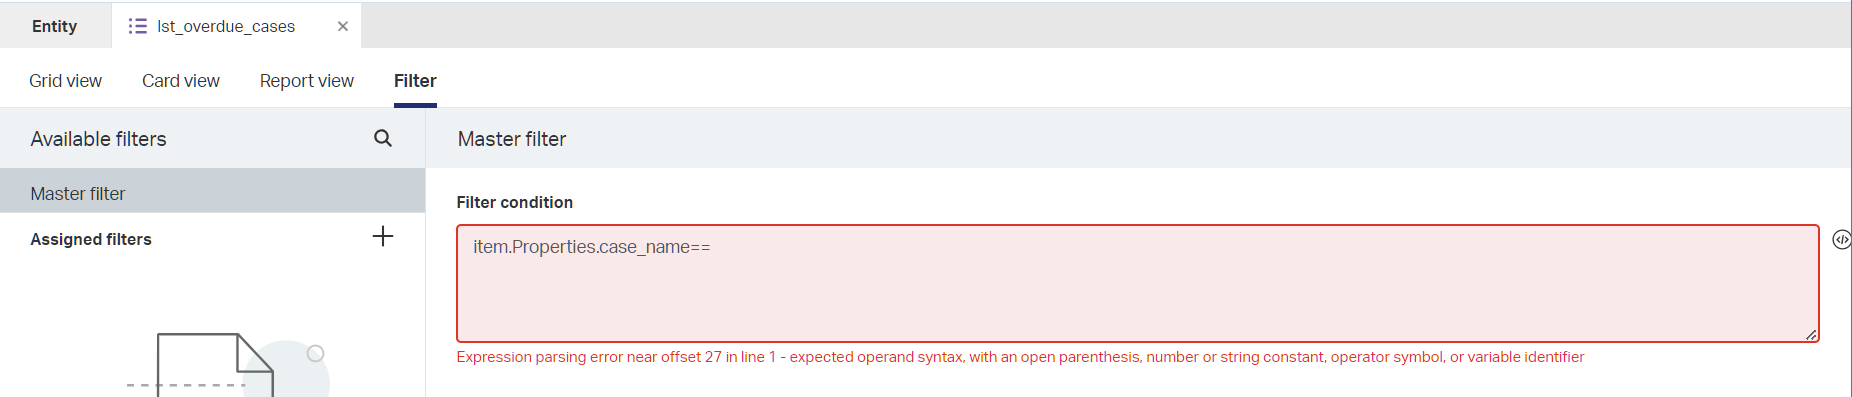 Entity
lst_overdue_cases
Grid view Card view Report view Filter
Available filters
Master filter
Assigned filters
Master filter
Filter condition
item.Properties.case_name==
Expression parsing error near offset 27 in line 1 - expected operand syntax, with an open parenthesis, number or string constant, operator symbol, or variable identifier